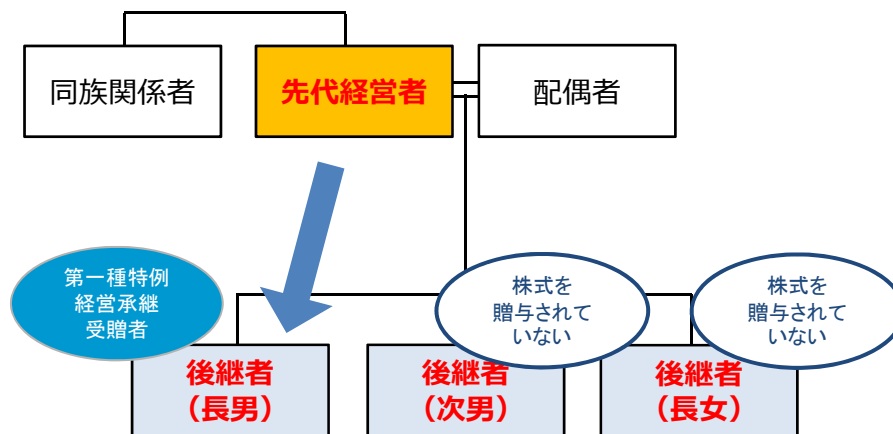 同族関係者
先代経営者
配偶者
第一種特例
経営承継
受贈者
株式を
贈与されて
いない
株式を
贈与されて
いない
後継者
（長男）
後継者
（次男）
後継者
（長女）